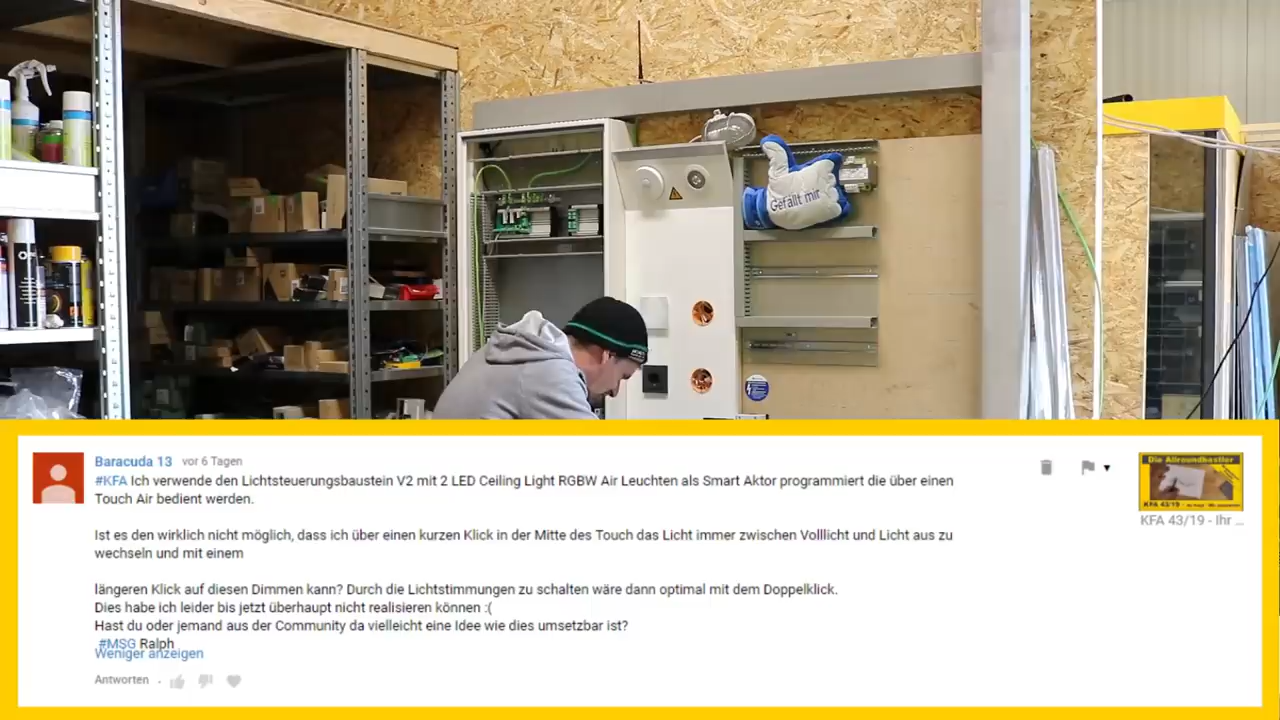 Gefällt mir
Baracuda 13 vor 6 Tagen
#KFA Ich verwende den Lichtsteuerungsbaustein V2 mit 2 LED Ceiling Light RGBW Air Leuchten als Smart Aktor programmiert die über einen
Touch Air bedient werden.
Ist es den wirklich nicht möglich, dass ich über einen kurzen Klick in der Mitte des Touch das Licht immer zwischen Volllicht und Licht aus zu
wechseln und mit einem
längeren Klick auf diesen Dimmen kann? Durch die Lichtstimmungen zu schalten wäre dann optimal mit dem Doppelklick.
Dies habe ich leider bis jetzt überhaupt nicht realisieren können :(
Hast du oder jemand aus der Community da vielleicht eine Idee wie dies umsetzbar ist?
#MSG Ralph
Weniger anzeigen
Antworten
Die Allroundbastler
KFA 43/19
KFA 43/19 - Ihr ...